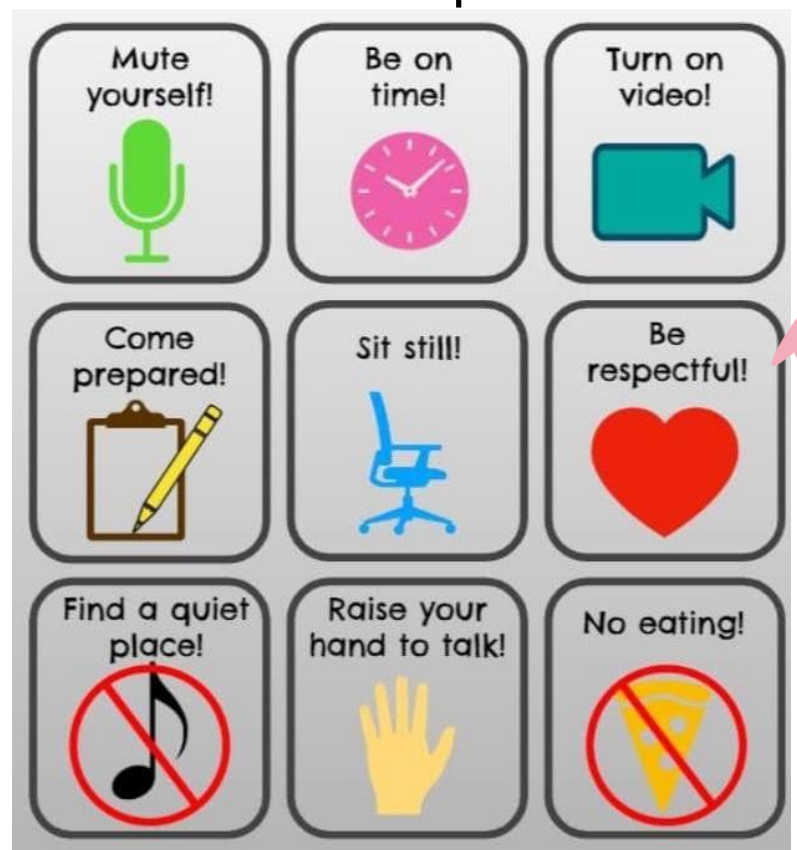 Mute
yourself!
Be on
time!
Turn on
video!
Come
prepared!
Sit still!
Be
respectful!
Find a quiet
place!
Raise your
hand to talk!
No eating!